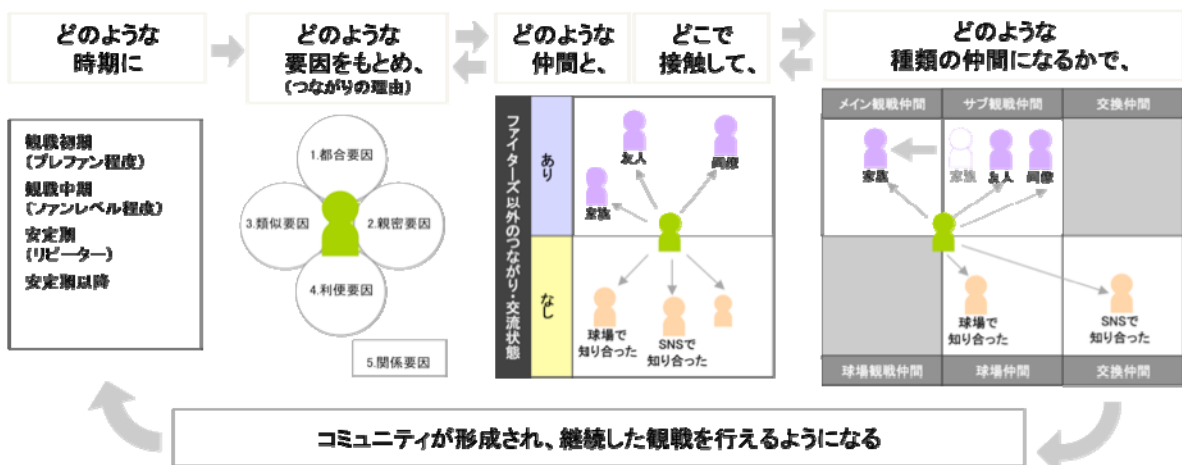 どのような
時期に
どのような
要因をもとめ、
(つながりの理由)
どのような
仲間と、
どこで
接触して、
どのような
種類の仲間になるかで、
観戦初期
(プレファン程度)
観戦中期
(ファンレベル程度)
安定期
(リピーター)
安定期以降
1.都合要因
3.類似要因
2.親密要因
4.利便要因
5.関係要因
ファイターズ以外のつながり・交流状態
あり
友人
同僚
家族
なし
球場で
知り合った
SNSで
知り合った
メイン観戦仲間
サブ観戦仲間
交換仲間
家族
家族
友人
同僚
球場で
知り合った
SNSで
知り合った
球場観戦仲間
球場仲間
交換仲間
コミュニティが形成され、継続した観戦を行えるようになる